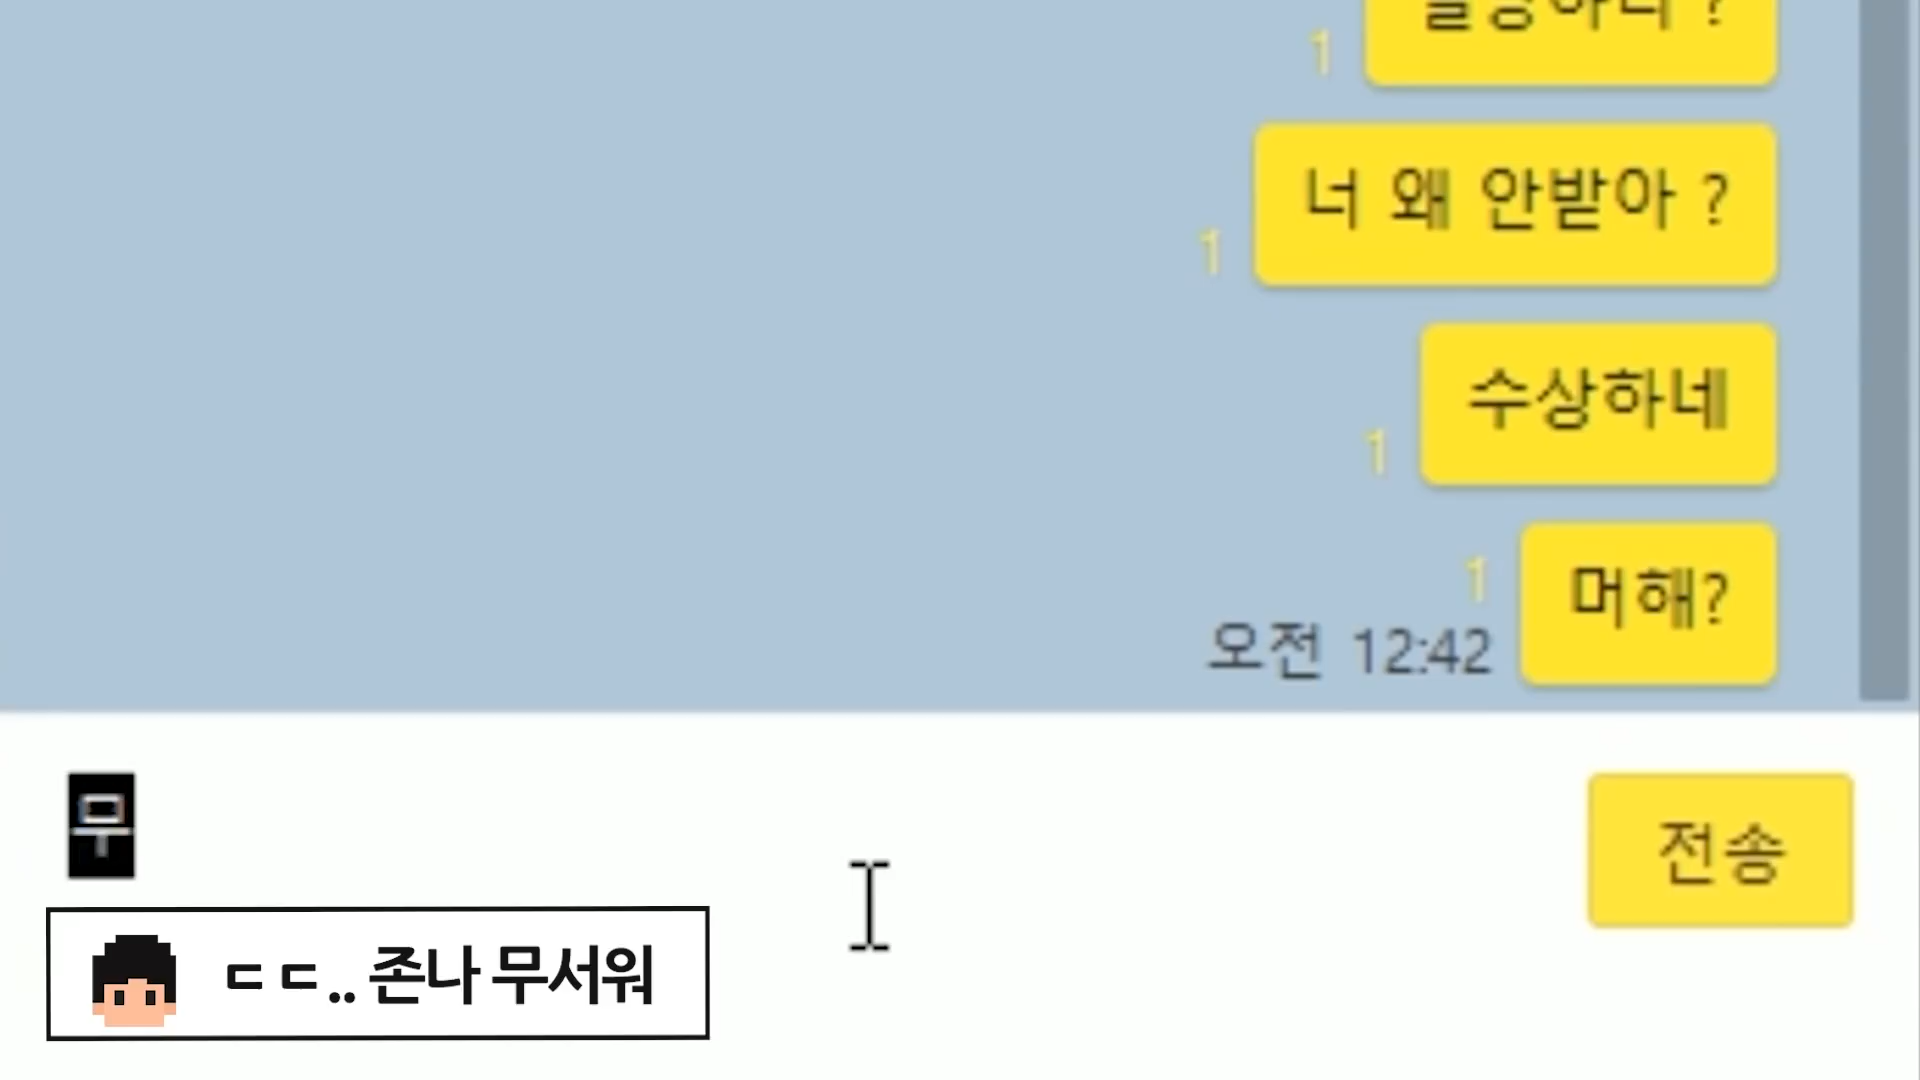 1
너 왜 안받아 ?
1
수상하네
1
머해?
1
오전 12:42
무
전송
ㄷㄷ.. 존나 무서워